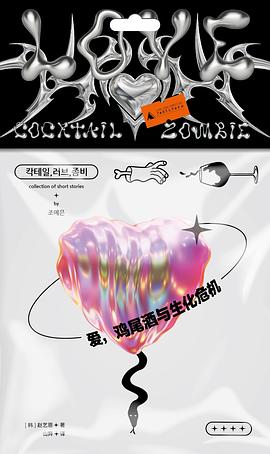 LOVE
COCKTAIL ZOMBIE
칵테일, 러브, 좀비
collection of short stories
by
조예은
爱，鸡尾酒与生化危机
[韩] 赵艺恩 ✦ 著